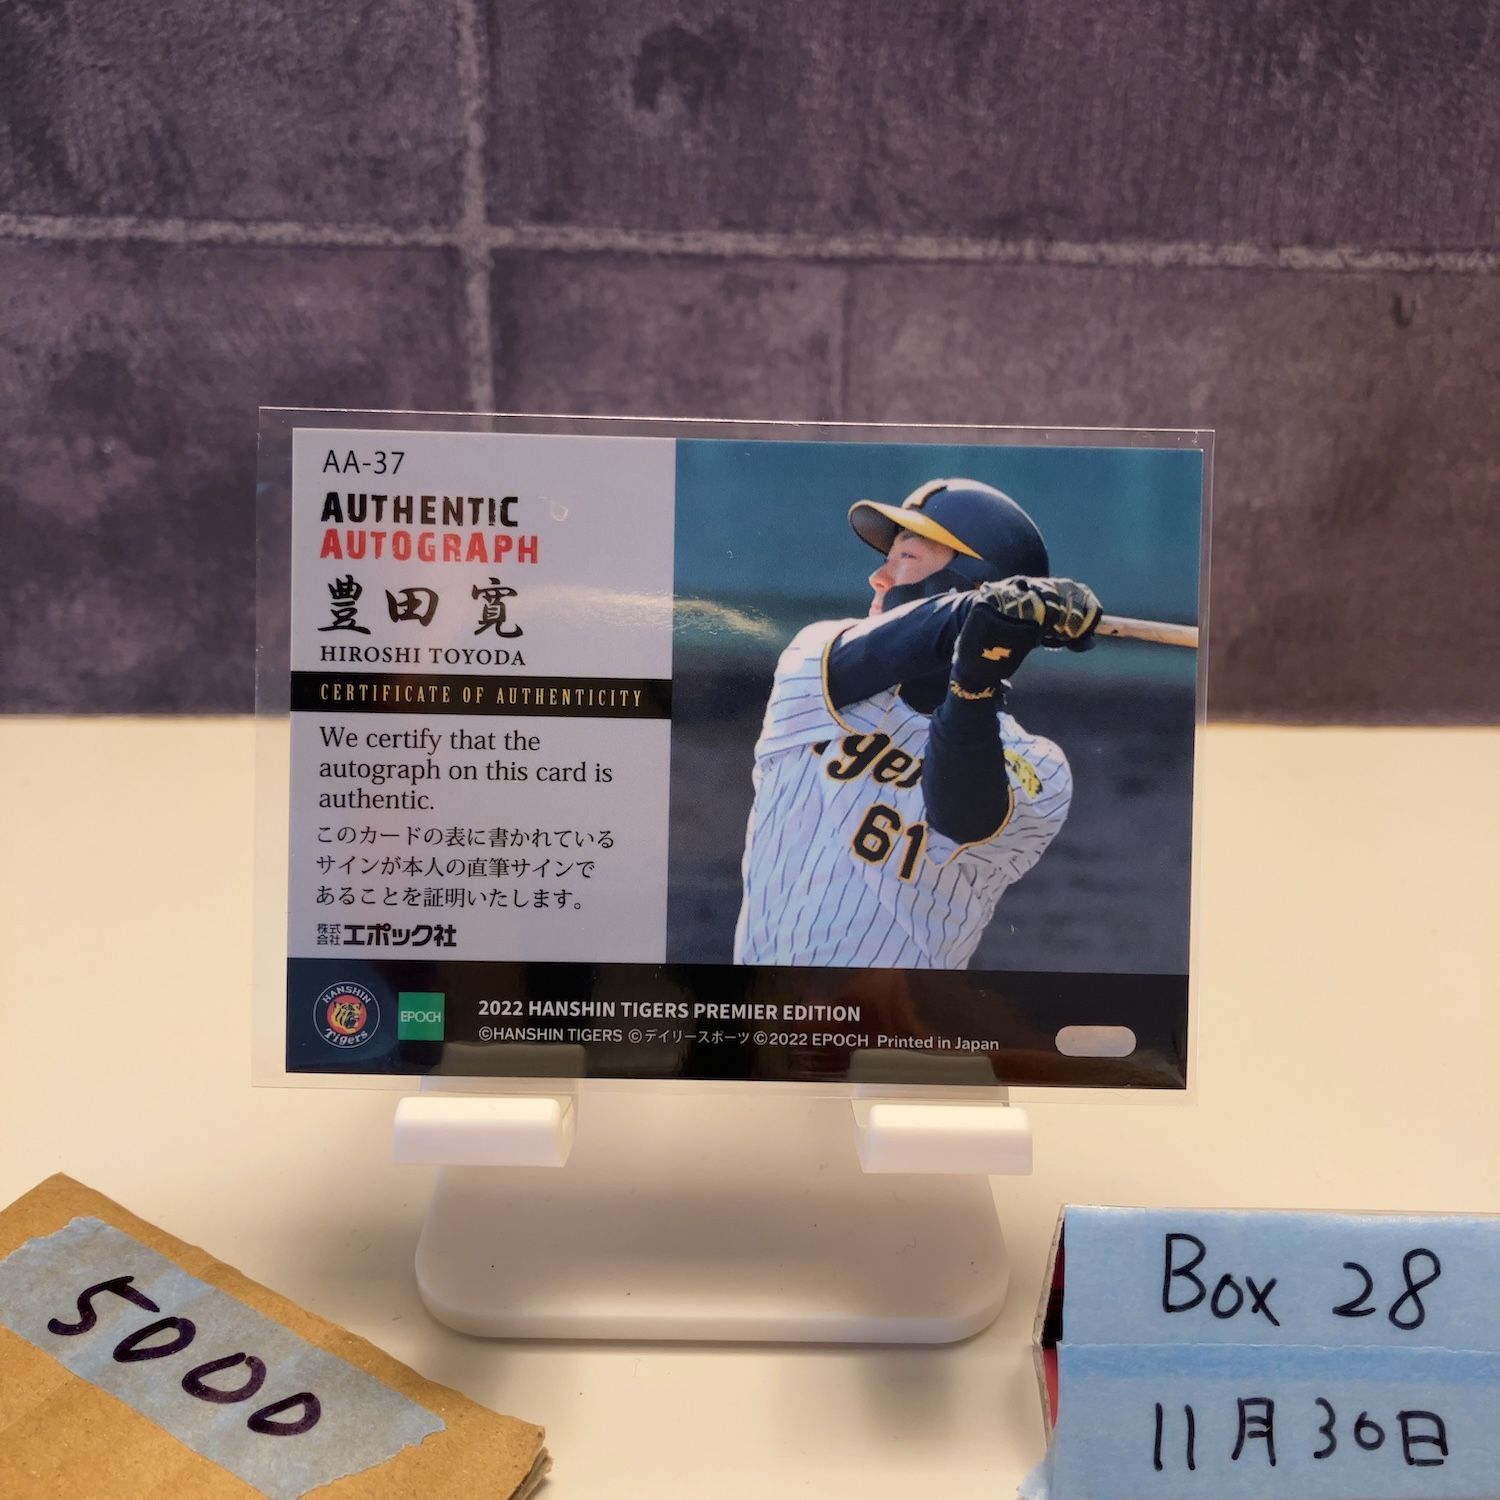 AA-37
AUTHENTIC
AUTOGRAPH
豊田 寛
HIROSHI TOYODA
CERTIFICATE OF AUTHENTICITY
We certify that the
autograph on this card is
authentic.
このカードの表に書かれている
サインが本人の直筆サインで
あることを証明いたします。
株式会社エポック社
Hiroshi
61
HANSHIN
Tigers
EPOCH
2022 HANSHIN TIGERS PREMIER EDITION
©HANSHIN TIGERS ©デイリースポーツ ©2022 EPOCH Printed in Japan
5000
Box 28
11月30日